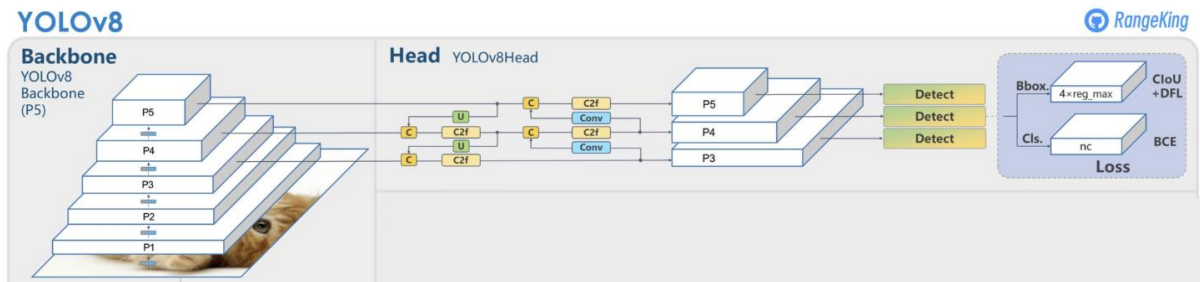 YOLOv8
RangeKing
Backbone
YOLOv8
Backbone
(P5)
P5
P4
P3
P2
P1
Head YOLOv8Head
C C2f
U Conv
C C2f C C2f
U Conv
C C2f
P5
P4
P3
Detect
Detect
Detect
Bbox.
4×reg_max
CIoU
+DFL
Cls.
nc
BCE
Loss